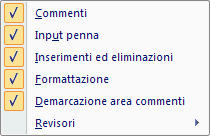 Commenti
Input penna
Inserimenti ed eliminazioni
Formattazione
Demarcazione area commenti
Revisori